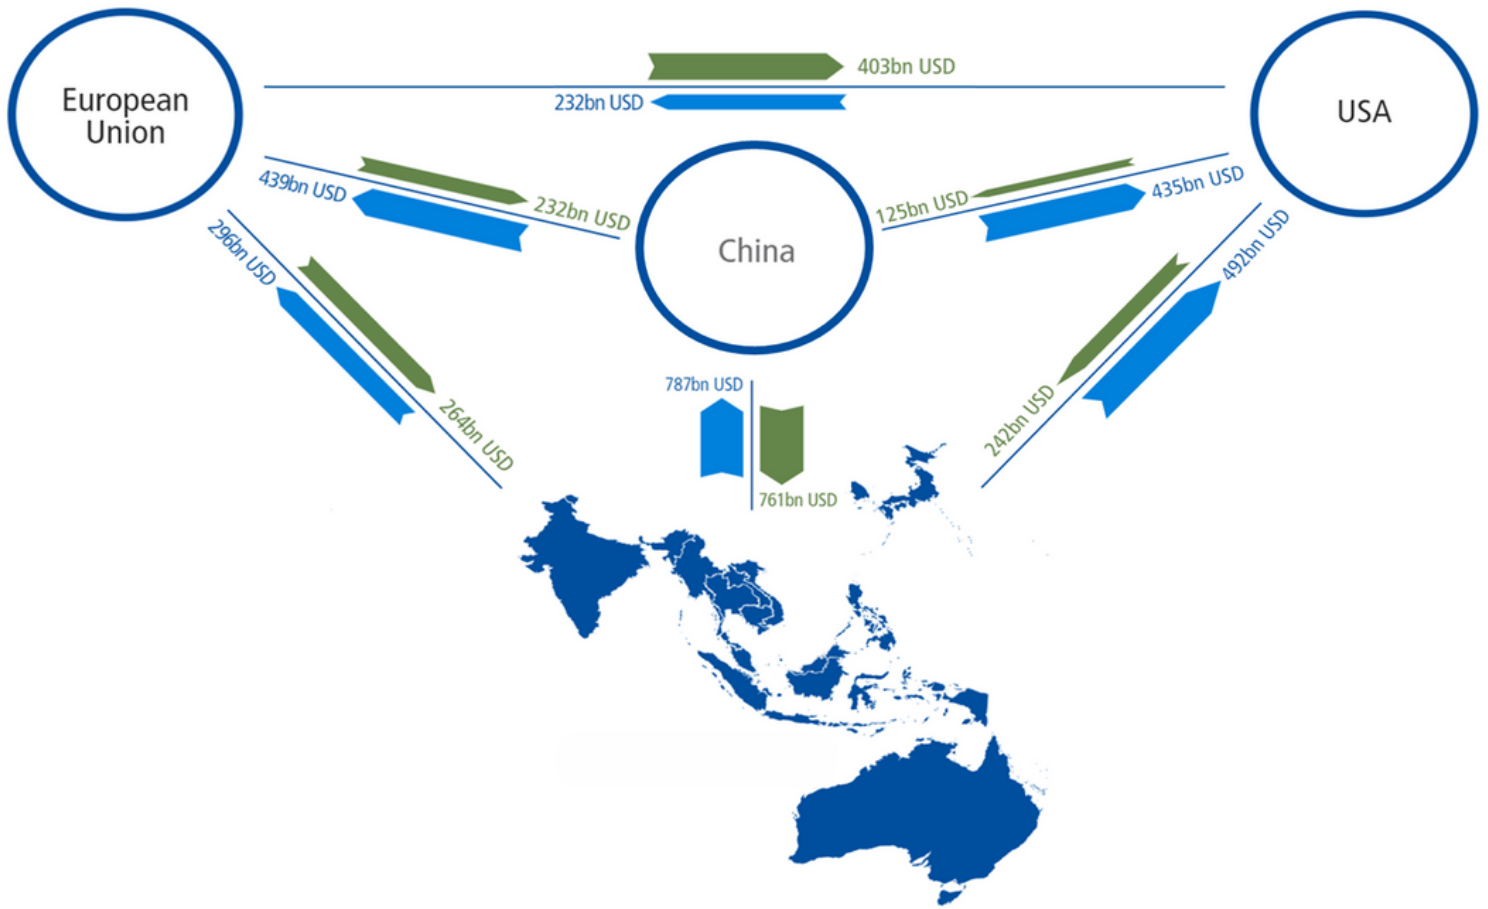 European
Union
403bn USD
232bn USD
USA
439bn USD
232bn USD
China
125bn USD
435bn USD
296bn USD
264bn USD
787bn USD
761bn USD
242bn USD
492bn USD